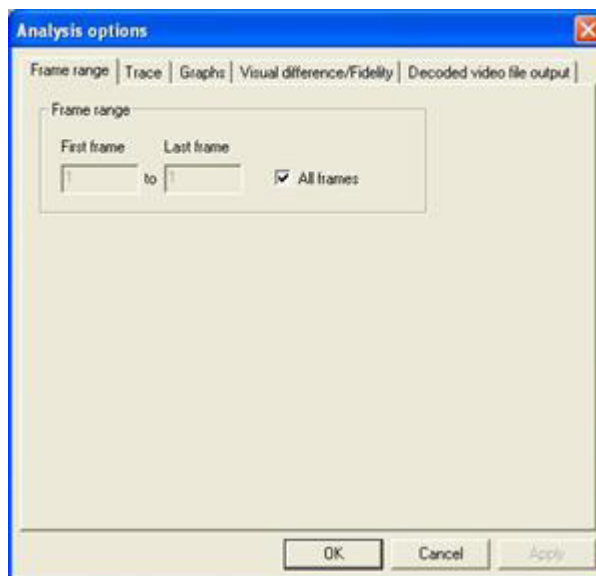 Analysis options
Frame range Trace Graphs Visual difference/Fidelity Decoded video file output
Frame range
First frame Last frame
1 to 1 All frames
OK Cancel Apply